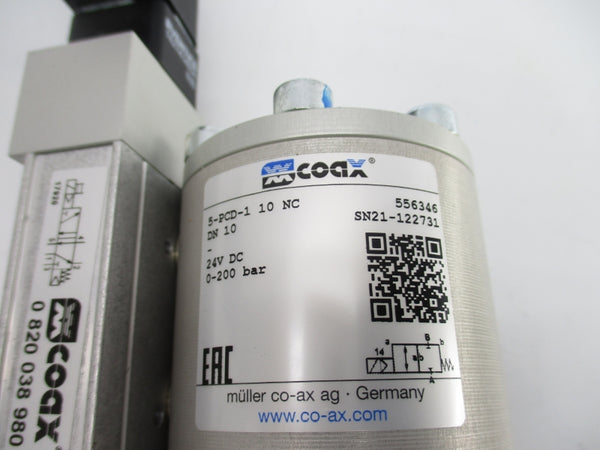 coax®
5-PCD-1 10 NC
DN 10
-
24V DC
0-200 bar
556346
SN21-122731
14 a a b B A b
EAC
müller co-ax ag · Germany
www.co-ax.com
coax
0 820 038 980